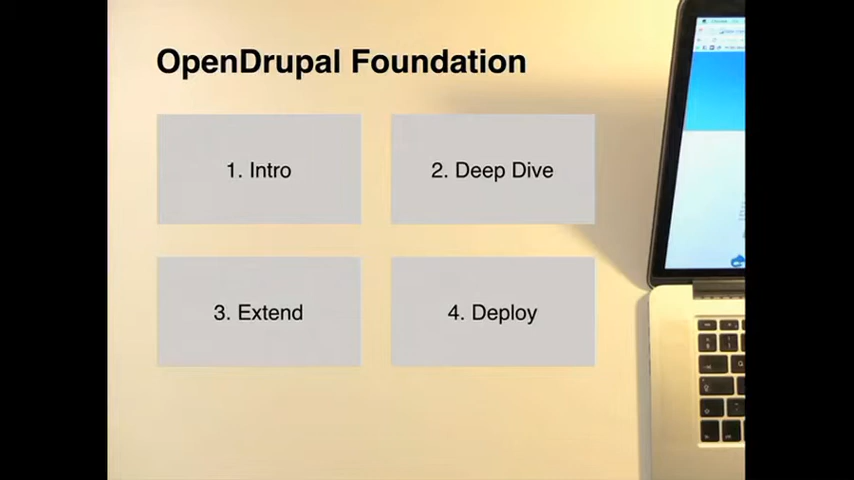 OpenDrupal Foundation
1. Intro
2. Deep Dive
3. Extend
4. Deploy